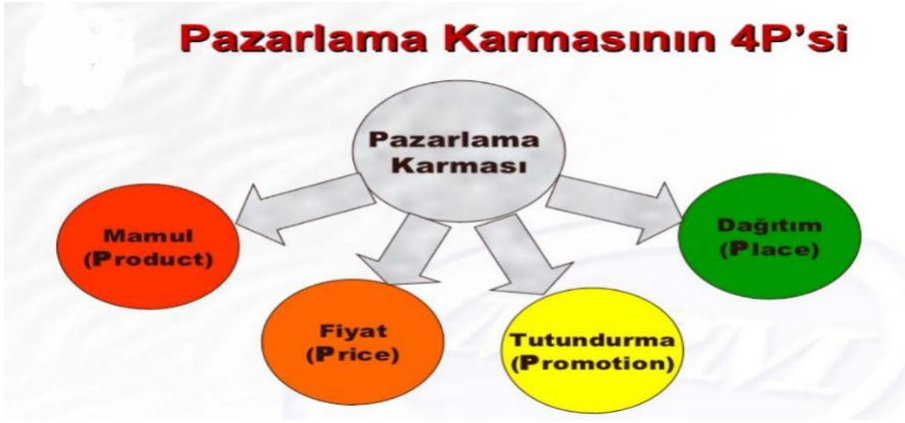 Pazarlama Karmasının 4P’si
Pazarlama
Karması
Mamul
(Product)
Fiyat
(Price)
Tutundurma
(Promotion)
Dağıtım
(Place)